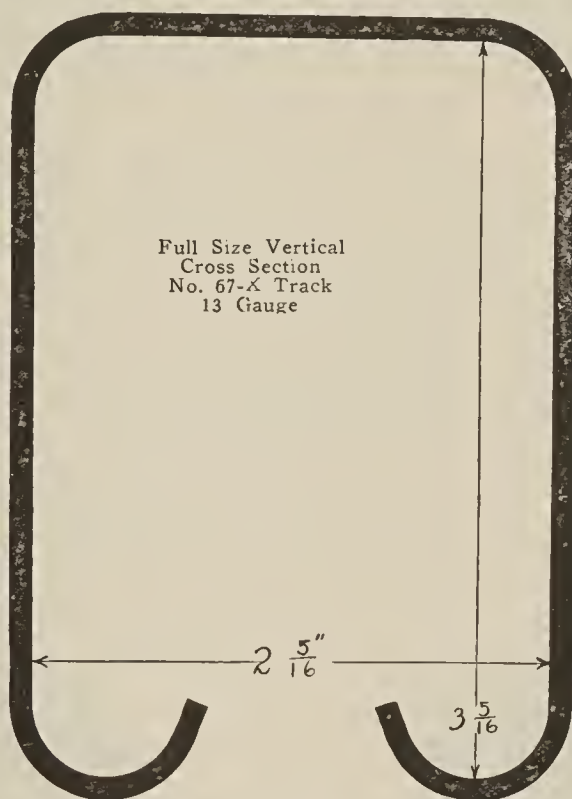 Full Size Vertical
Cross Section
No. 67-X Track
13 Gauge
2 5/16"
3 5/16